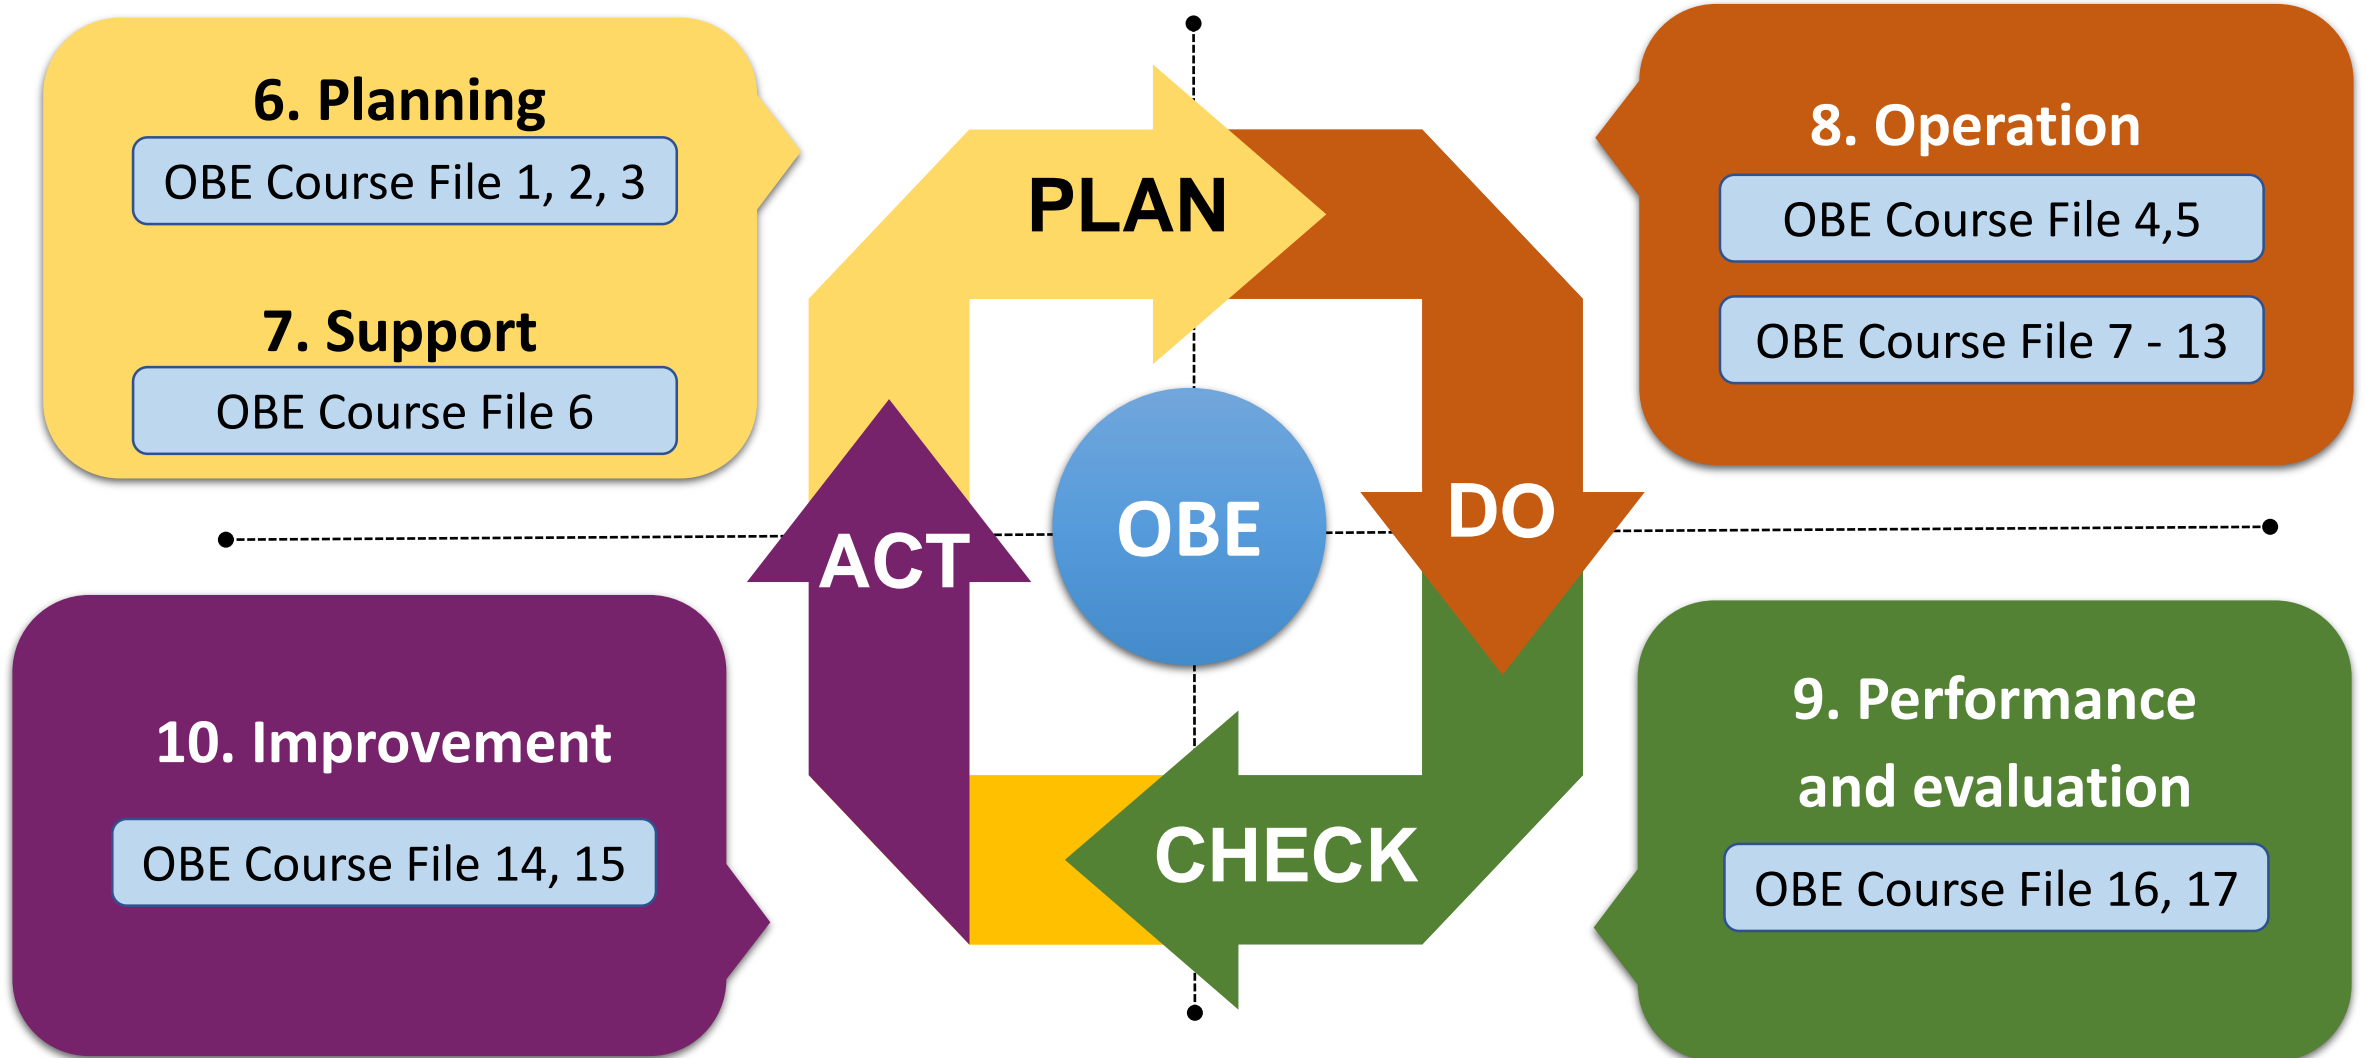 6. Planning
OBE Course File 1, 2, 3
7. Support
OBE Course File 6
PLAN
8. Operation
OBE Course File 4,5
OBE Course File 7 - 13
ACT
OBE
DO
CHECK
10. Improvement
OBE Course File 14, 15
9. Performance
and evaluation
OBE Course File 16, 17